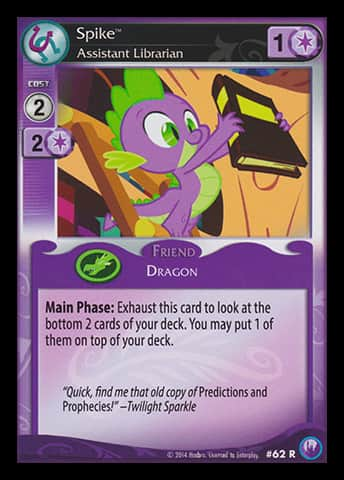 Spike™
Assistant Librarian
1
COST
2
2
FRIEND
DRAGON
Main Phase: Exhaust this card to look at the
bottom 2 cards of your deck. You may put 1 of
them on top of your deck.
“Quick, find me that old copy of Predictions and
Prophecies!” –Twilight Sparkle
© 2014 Hasbro. Licensed to Enterplay.
#62 R